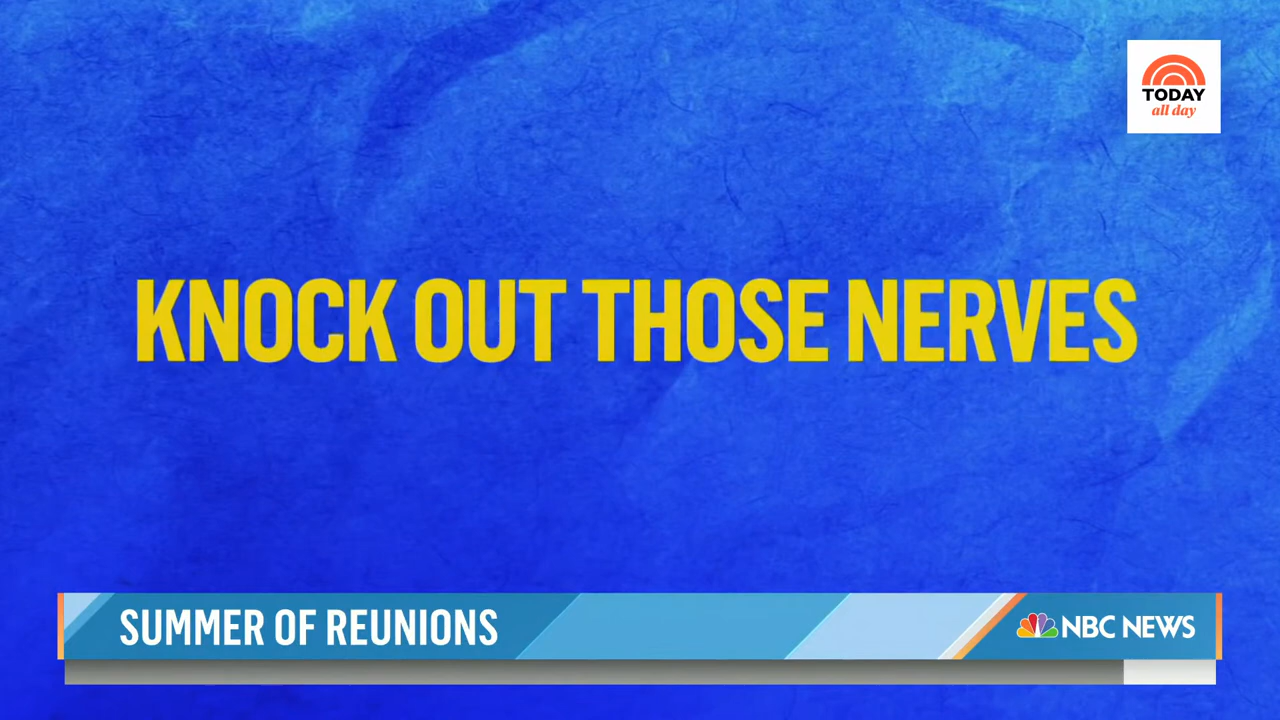 TODAY
all day
KNOCK OUT THOSE NERVES
SUMMER OF REUNIONS
NBC NEWS